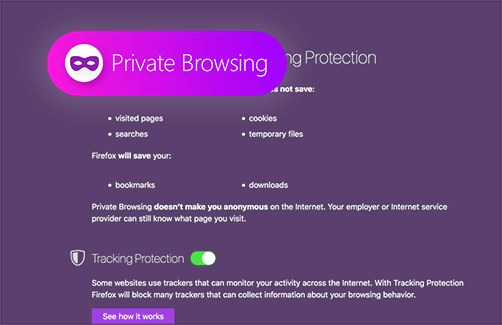 Private Browsing
ng Protection
es not save:
• visited pages
• cookies
• searches
• temporary files
Firefox will save your:
• bookmarks
• downloads
Private Browsing doesn't make you anonymous on the Internet. Your employer or Internet service
provider can still know what page you visit.
Tracking Protection
Some websites use trackers that can monitor your activity across the Internet. With Tracking Protection
Firefox will block many trackers that can collect information about your browsing behavior.
See how it works